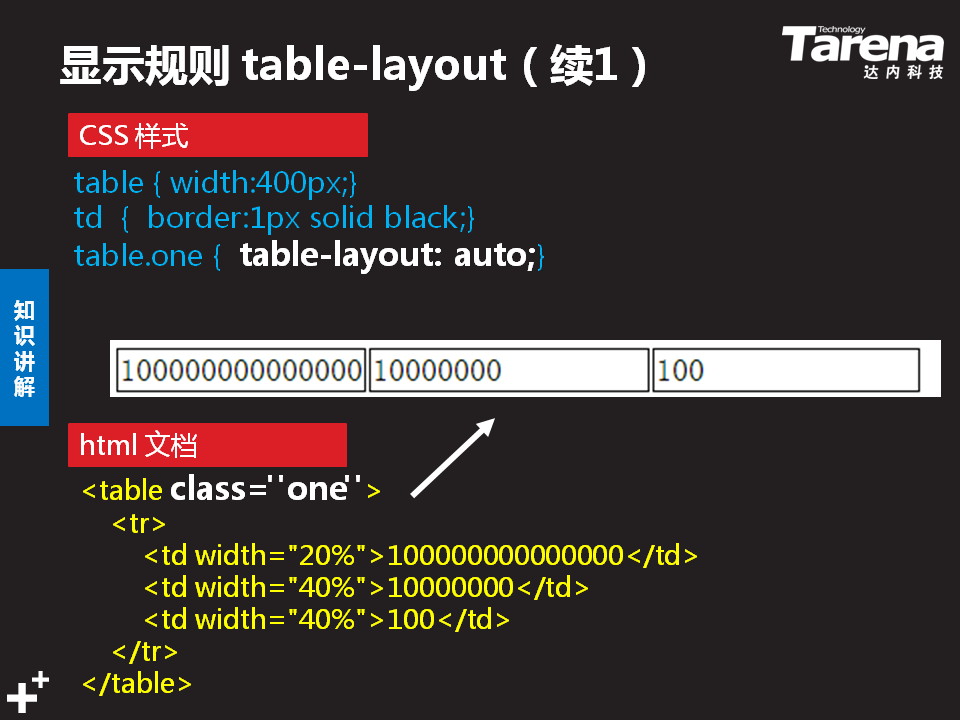 显示规则 table-layout（续1）
Technology
Tarena
达内科技
CSS 样式
table { width:400px;}
td { border:1px solid black;}
table.one { table-layout: auto;}
知识讲解
100000000000000 10000000 100
html 文档
<table class=''one''>
<tr>
<td width="20%">100000000000000</td>
<td width="40%">10000000</td>
<td width="40%">100</td>
</tr>
</table>